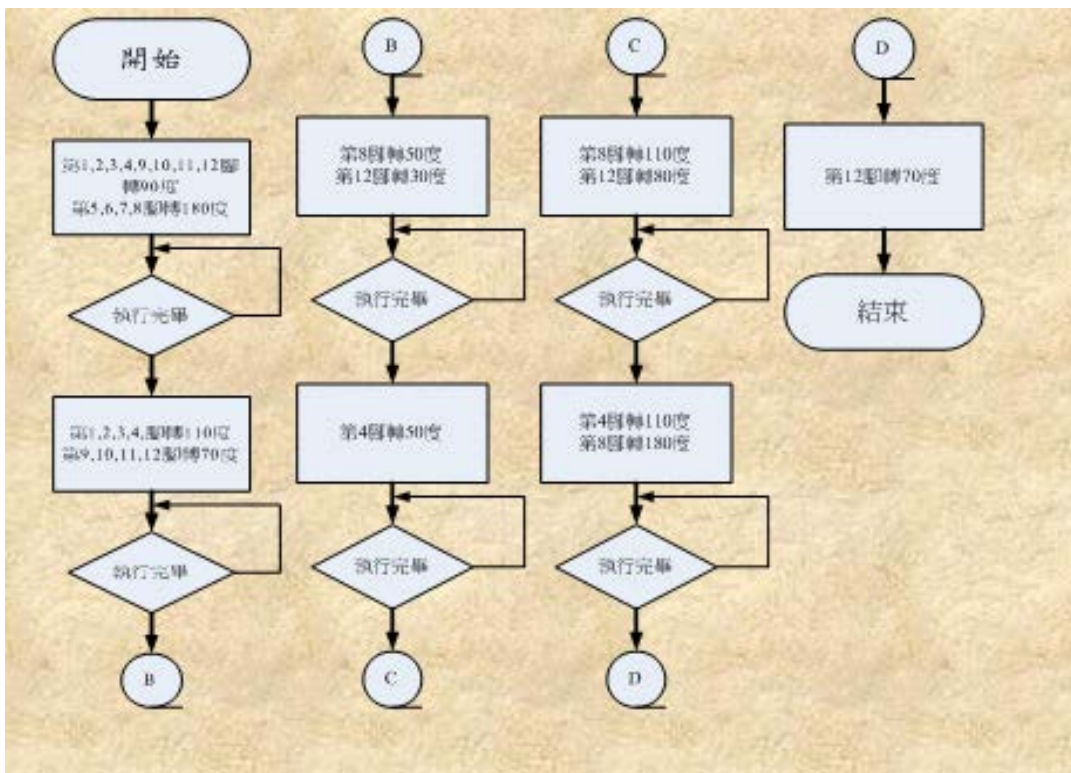 開始
第1,2,3,4,9,10,11,12腳
轉90度
第5,6,7,8腳轉180度
執行完畢
第1,2,3,4,腳轉110度
第9,10,11,12腳轉70度
執行完畢
B
B
第8腳轉50度
第12腳轉30度
執行完畢
第4腳轉50度
執行完畢
C
C
第8腳轉110度
第12腳轉80度
執行完畢
第4腳轉110度
第8腳轉180度
執行完畢
D
D
第12腳轉70度
結束